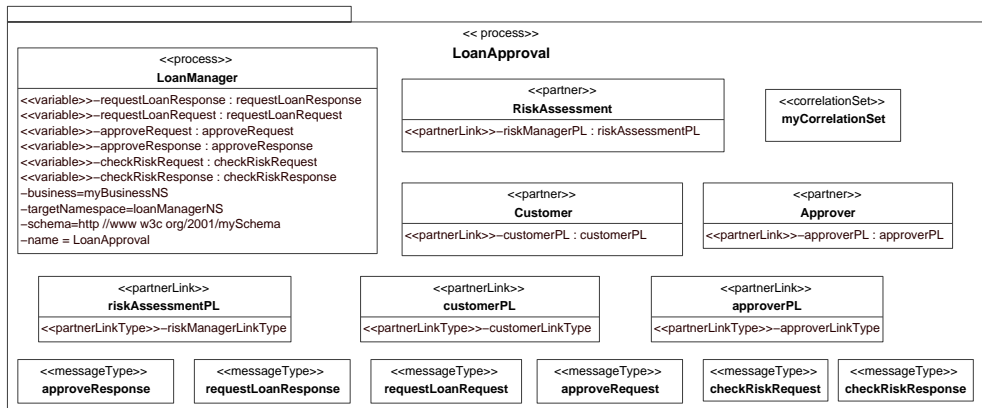 << process>>
LoanApproval
<<process>>
LoanManager
<<variable>>−requestLoanResponse : requestLoanResponse
<<variable>>−requestLoanRequest : requestLoanRequest
<<variable>>−approveRequest : approveRequest
<<variable>>−approveResponse : approveResponse
<<variable>>−checkRiskRequest : checkRiskRequest
<<variable>>−checkRiskResponse : checkRiskResponse
−business=myBusinessNS
−targetNamespace=loanManagerNS
−schema=http //www w3c org/2001/mySchema
−name = LoanApproval
<<partner>>
RiskAssessment
<<partnerLink>>−riskManagerPL : riskAssessmentPL
<<correlationSet>>
myCorrelationSet
<<partner>>
Customer
<<partnerLink>>−customerPL : customerPL
<<partner>>
Approver
<<partnerLink>>−approverPL : approverPL
<<partnerLink>>
riskAssessmentPL
<<partnerLinkType>>−riskManagerLinkType
<<partnerLink>>
customerPL
<<partnerLinkType>>−customerLinkType
<<partnerLink>>
approverPL
<<partnerLinkType>>−approverLinkType
<<messageType>>
approveResponse
<<messageType>>
requestLoanResponse
<<messageType>>
requestLoanRequest
<<messageType>>
approveRequest
<<messageType>>
checkRiskRequest
<<messageType>>
checkRiskResponse